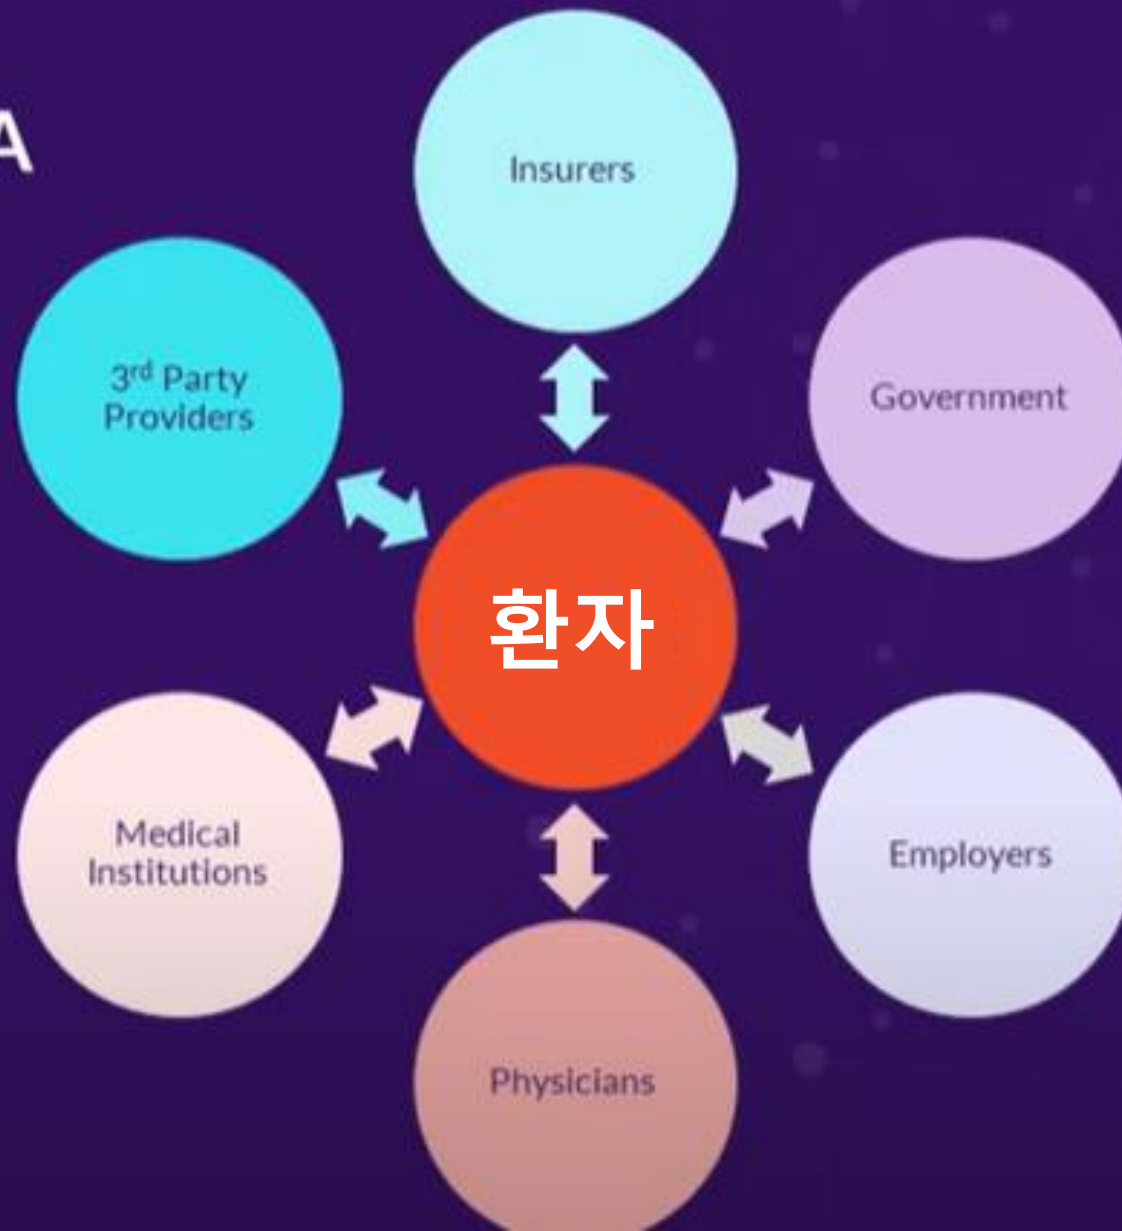 A
Insurers
3rd Party
Providers
Government
환자
Medical
Institutions
Employers
Physicians